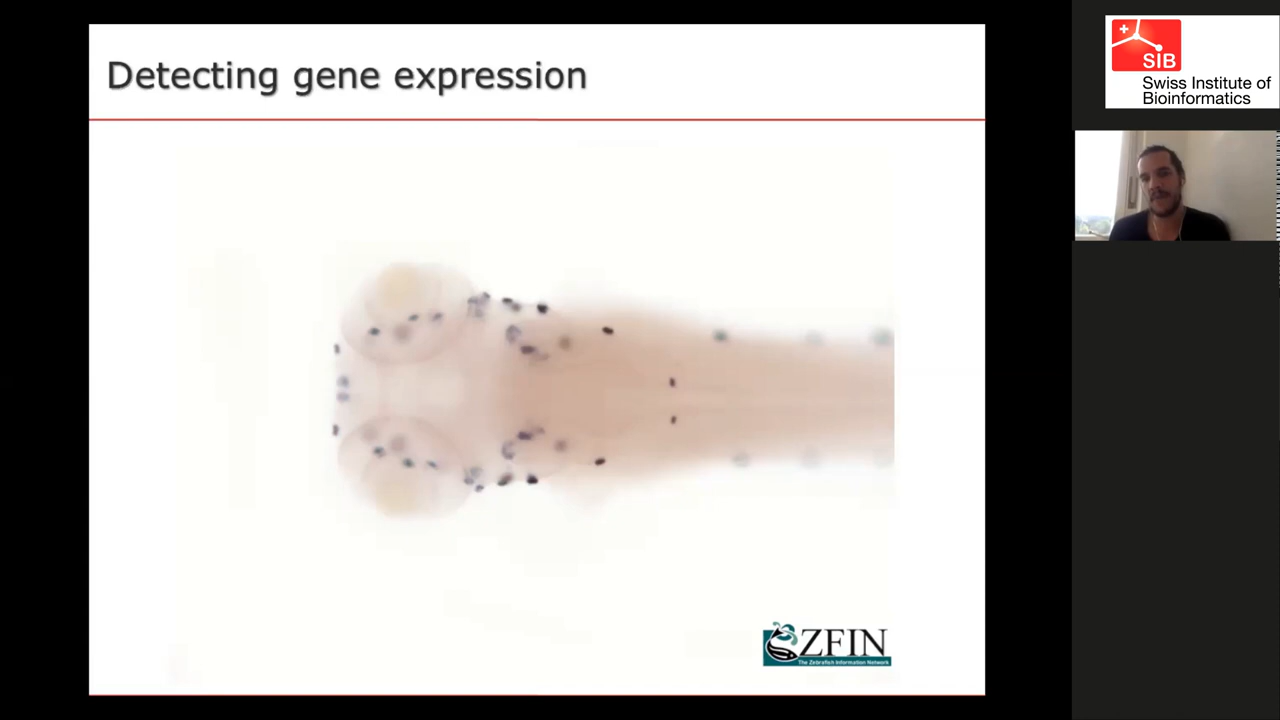 Detecting gene expression
SIB
Swiss Institute of
Bioinformatics
ZFIN
The Zebrafish Information Network